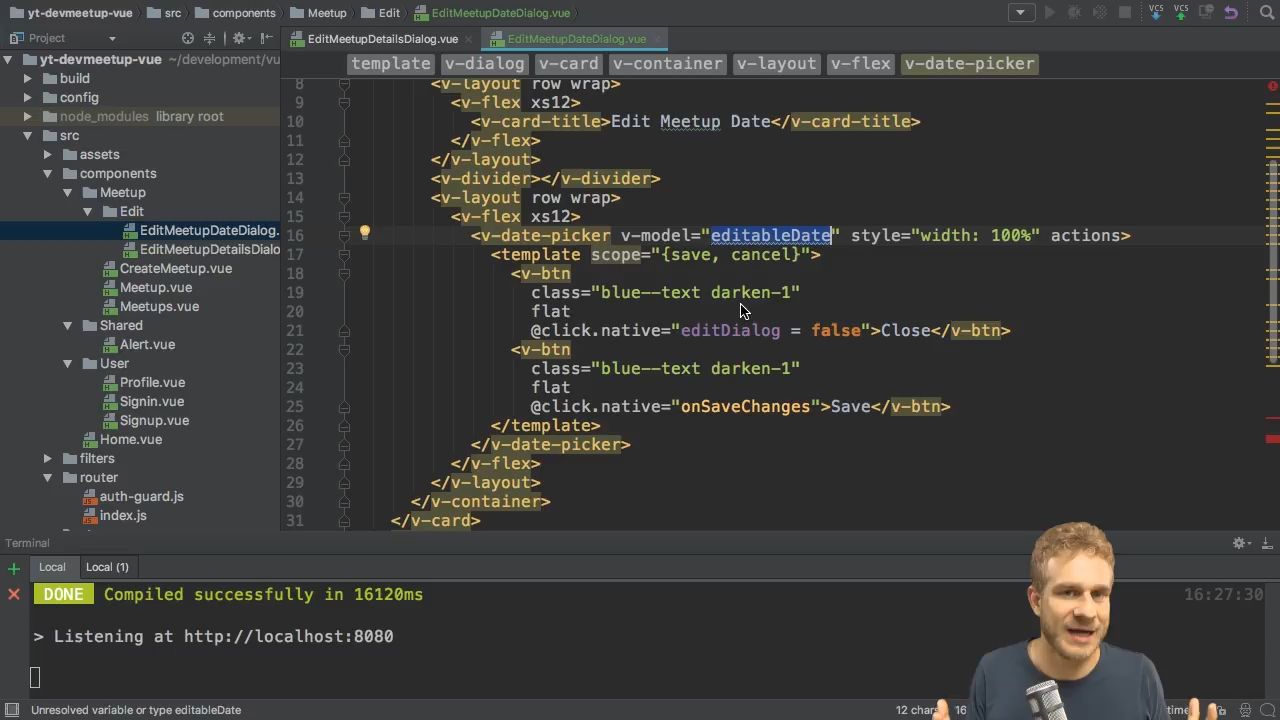 yt-devmeetup-vue src components Meetup Edit EditMeetupDateDialog.vue
Project
EditMeetupDetailsDialog.vue EditMeetupDateDialog.vue
yt-devmeetup-vue ~/development/vu
template v-dialog v-card v-container v-layout v-flex v-date-picker
build
config
node_modules library root
src
assets
components
Meetup
Edit
EditMeetupDateDialog.
EditMeetupDetailsDialo
CreateMeetup.vue
Meetup.vue
Meetups.vue
Shared
Alert.vue
User
Profile.vue
Signin.vue
Signup.vue
Home.vue
filters
router
auth-guard.js
index.js
8 <v-layout row wrap>
9 <v-flex xs12>
10 <v-card-title>Edit Meetup Date</v-card-title>
11 </v-flex>
12 </v-layout>
13 <v-divider></v-divider>
14 <v-layout row wrap>
15 <v-flex xs12>
16 <v-date-picker v-model="editableDate" style="width: 100%" actions>
17 <template scope="{save, cancel}">
18 <v-btn
19 class="blue--text darken-1"
20 flat
21 @click.native="editDialog = false">Close</v-btn>
22 <v-btn
23 class="blue--text darken-1"
24 flat
25 @click.native="onSaveChanges">Save</v-btn>
26 </template>
27 </v-date-picker>
28 </v-flex>
29 </v-layout>
30 </v-container>
31 </v-card>
Terminal
Local Local (1)
DONE Compiled successfully in 16120ms 16:27:30
> Listening at http://localhost:8080
Unresolved variable or type editableDate 12 chars